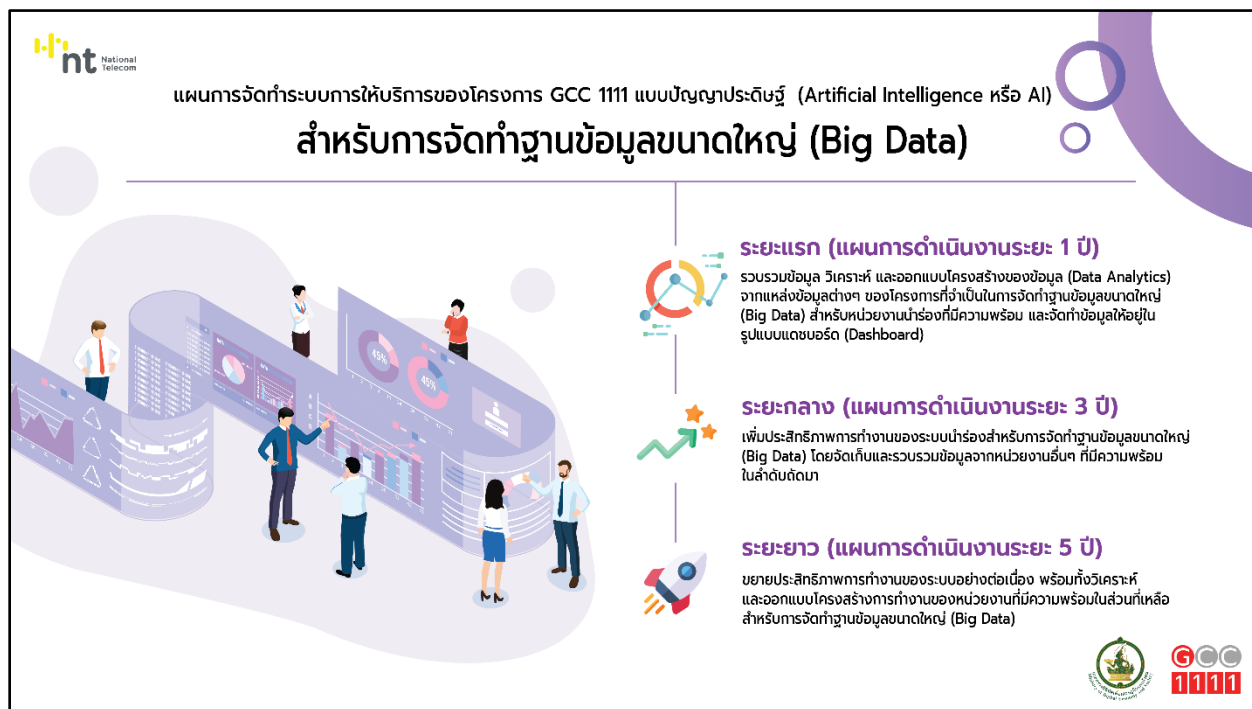 nt National
Telecom
แผนการจัดทำระบบการให้บริการของโครงการ GCC 1111 แบบปัญญาประดิษฐ์ (Artificial Intelligence หรือ AI)
สำหรับการจัดทำฐานข้อมูลขนาดใหญ่ (Big Data)
ระยะแรก (แผนการดำเนินงานระยะ 1 ปี)
รวบรวมข้อมูล วิเคราะห์ และออกแบบโครงสร้างของข้อมูล (Data Analytics)
จากแหล่งข้อมูลต่างๆ ของโครงการที่จำเป็นในการจัดทำฐานข้อมูลขนาดใหญ่
(Big Data) สำหรับหน่วยงานนำร่องที่มีความพร้อม และจัดทำข้อมูลให้อยู่ใน
รูปแบบแดชบอร์ด (Dashboard)
45%
45%
ระยะกลาง (แผนการดำเนินงานระยะ 3 ปี)
เพิ่มประสิทธิภาพการทำงานของระบบนำร่องสำหรับการจัดทำฐานข้อมูลขนาดใหญ่
(Big Data) โดยจัดเก็บและรวบรวมข้อมูลจากหน่วยงานอื่นๆ ที่มีความพร้อม
ในลำดับถัดมา
ระยะยาว (แผนการดำเนินงานระยะ 5 ปี)
ขยายประสิทธิภาพการทำงานของระบบอย่างต่อเนื่อง พร้อมทั้งวิเคราะห์
และออกแบบโครงสร้างการทำงานของหน่วยงานที่มีความพร้อมในส่วนที่เหลือ
สำหรับการจัดทำฐานข้อมูลขนาดใหญ่ (Big Data)
GCC
1111